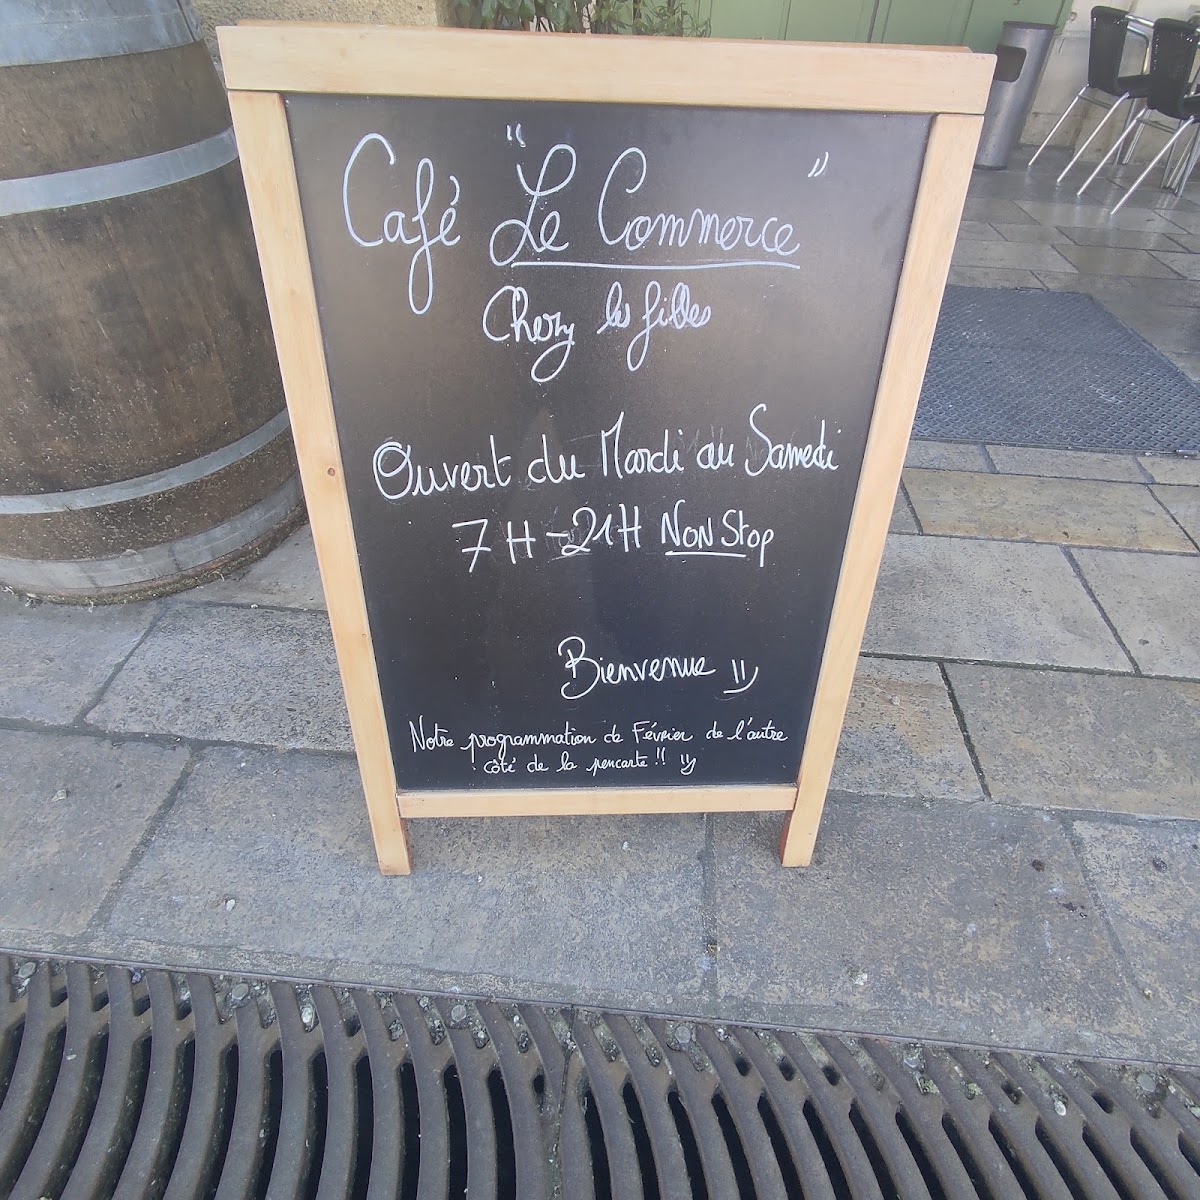 Café "Le Commerce"
Chez les filles
Ouvert du Mardi au Samedi
7H-21H NON Stop
Bienvenue =)
Notre programmation de Février de l'autre
côté de la pencarte !! =)